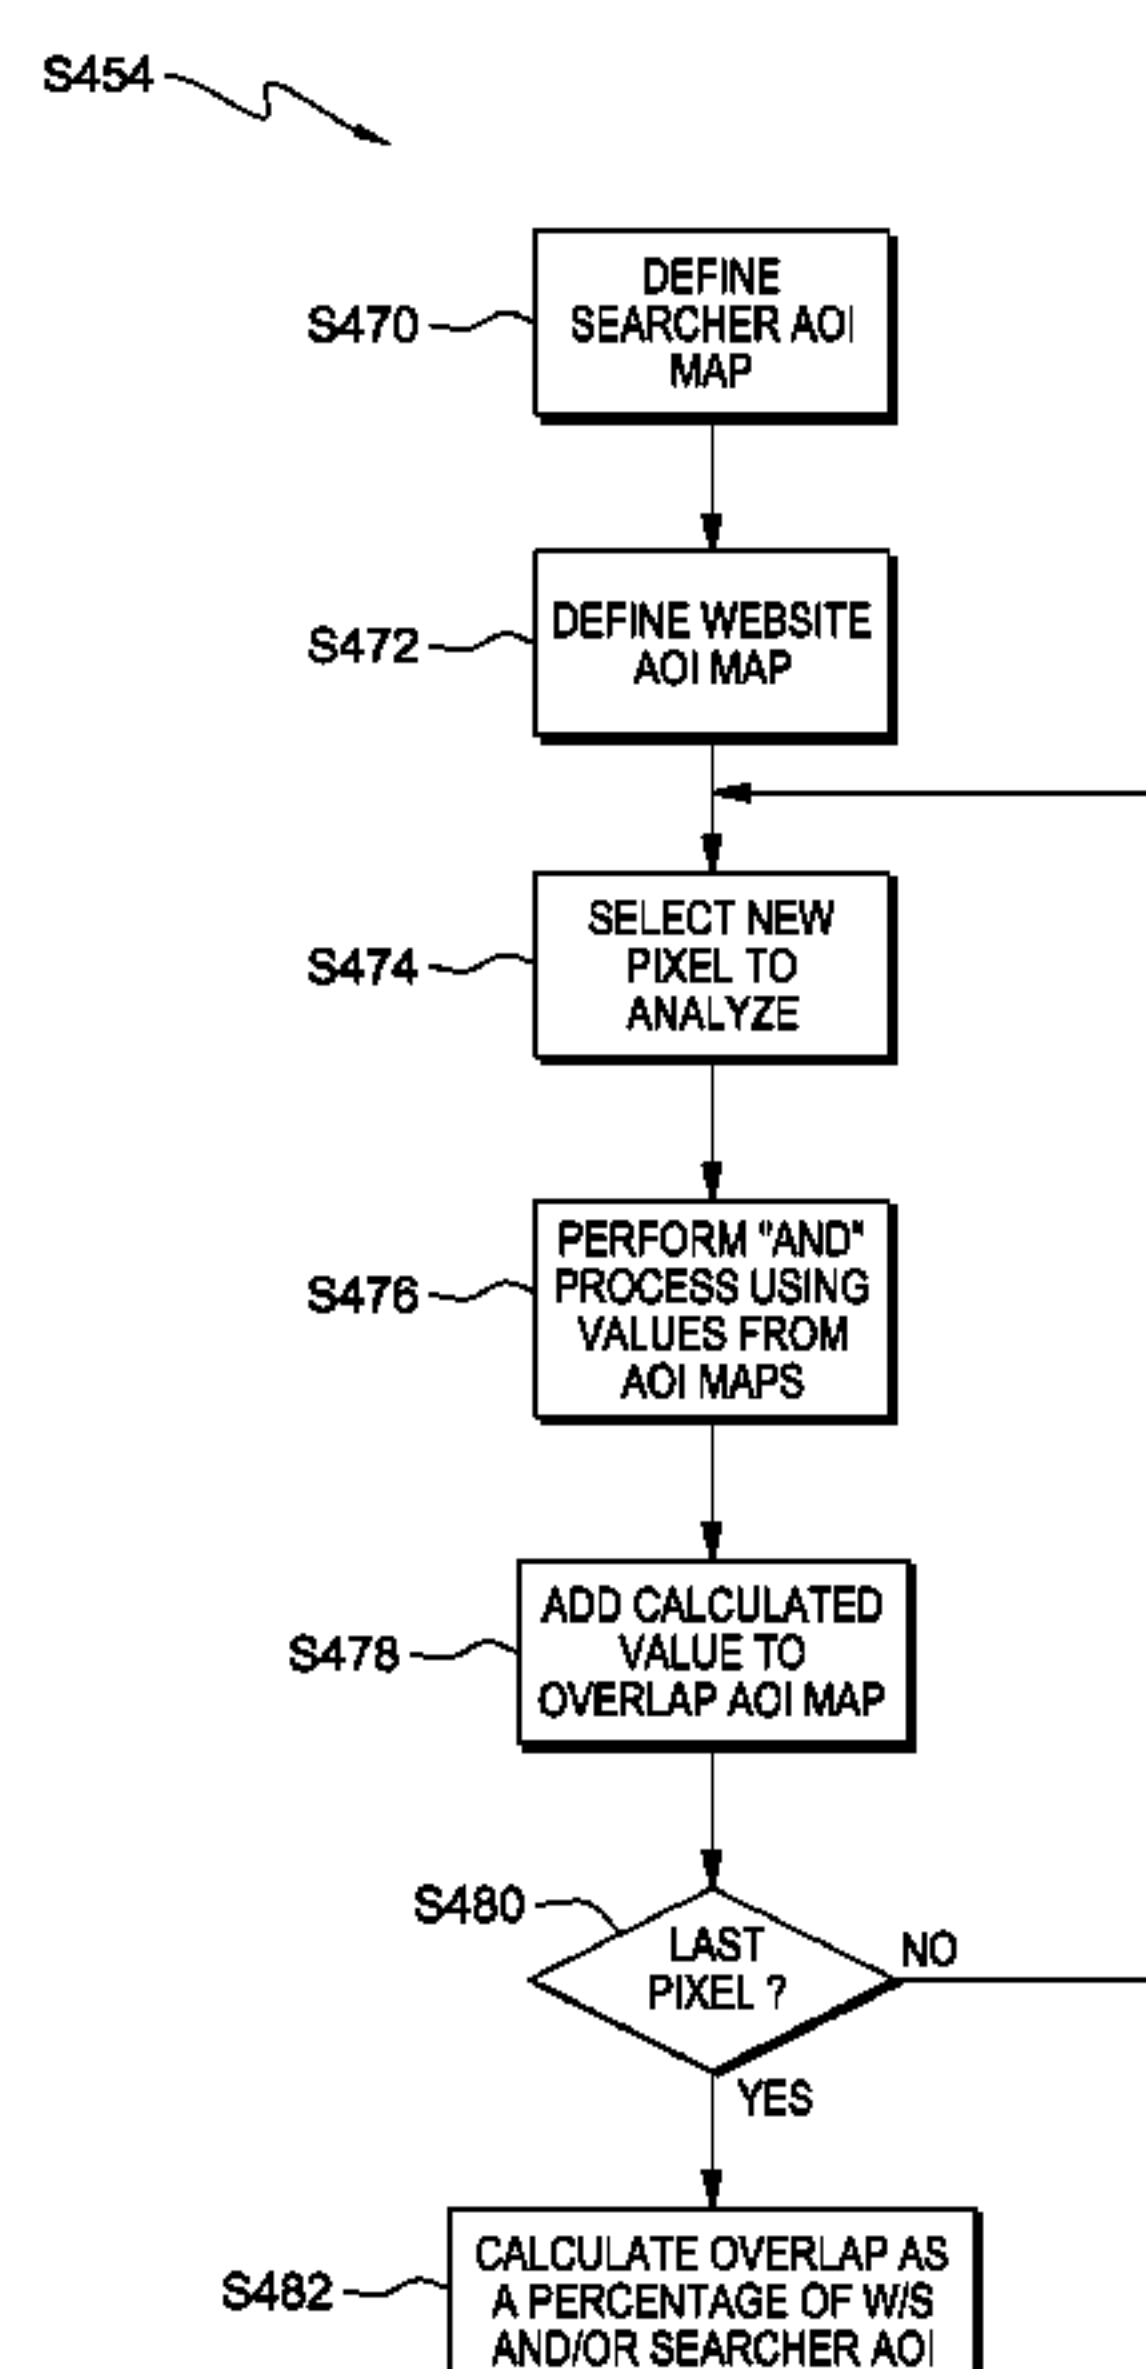 S454
DEFINE
SEARCHER AOI
MAP
S470
DEFINE WEBSITE
AOI MAP
S472
SELECT NEW
PIXEL TO
ANALYZE
S474
PERFORM "AND"
PROCESS USING
VALUES FROM
AOI MAPS
S476
ADD CALCULATED
VALUE TO
OVERLAP AOI MAP
S478
S480
LAST
PIXEL ?
NO
YES
CALCULATE OVERLAP AS
A PERCENTAGE OF W/S
AND/OR SEARCHER AOI
S482